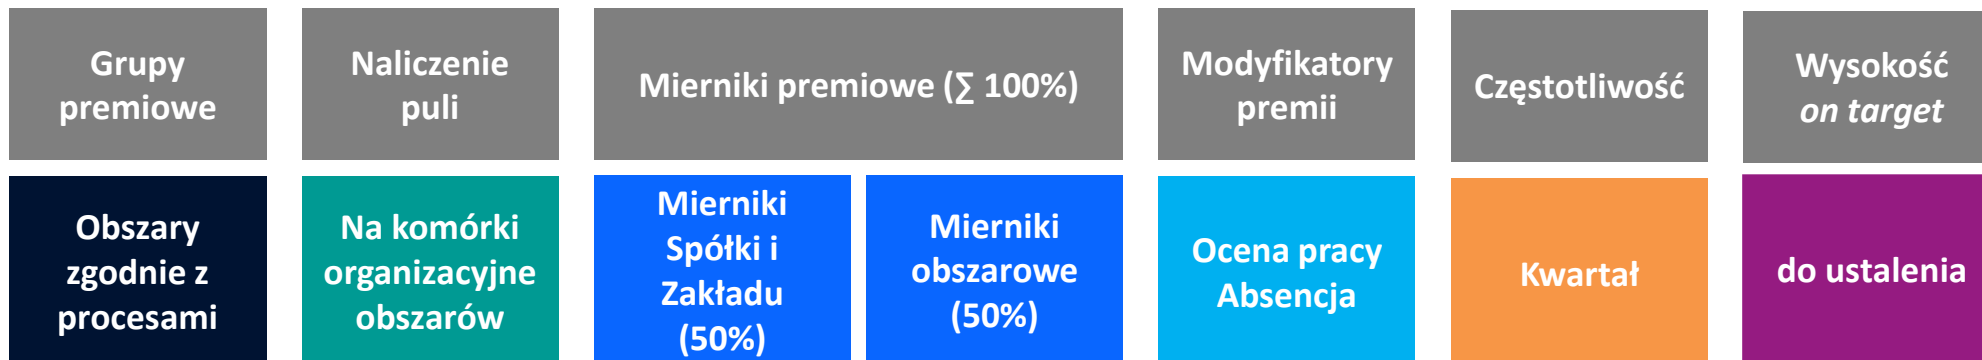 Grupy
premiowe
Naliczenie
puli
Mierniki premiowe (∑ 100%)
Modyfikatory
premii
Częstotliwość
Wysokość
on target
Obszary
zgodnie z
procesami
Na komórki
organizacyjne
obszarów
Mierniki
Spółki i
Zakładu
(50%)
Mierniki
obszarowe
(50%)
Ocena pracy
Absencja
Kwartał
do ustalenia